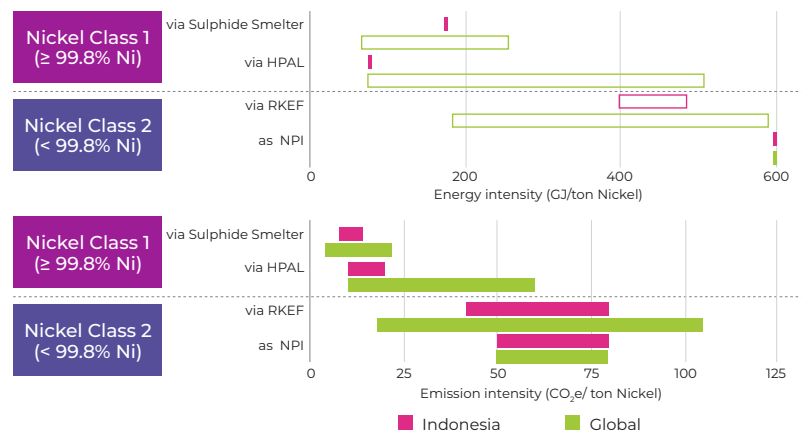 Nickel Class 1
(≥ 99.8% Ni)
via Sulphide Smelter
via HPAL
Nickel Class 2
(< 99.8% Ni)
via RKEF
as NPI
0 200 400 600
Energy intensity (GJ/ton Nickel)
Nickel Class 1
(≥ 99.8% Ni)
via Sulphide Smelter
via HPAL
Nickel Class 2
(< 99.8% Ni)
via RKEF
as NPI
0 25 50 75 100 125
Emission intensity (CO₂e/ ton Nickel)
Indonesia Global